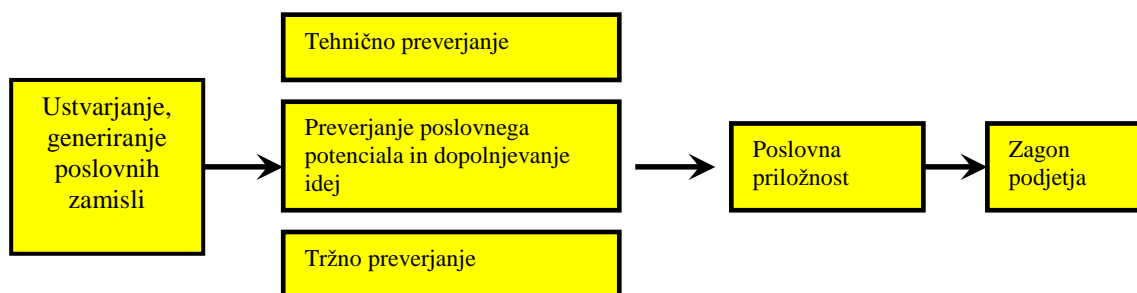 Ustvarjanje,
generiranje
poslovnih
zamisli
Tehnično preverjanje
Preverjanje poslovnega
potenciala in dopolnjevanje
idej
Tržno preverjanje
Poslovna
priložnost
Zagon
podjetja